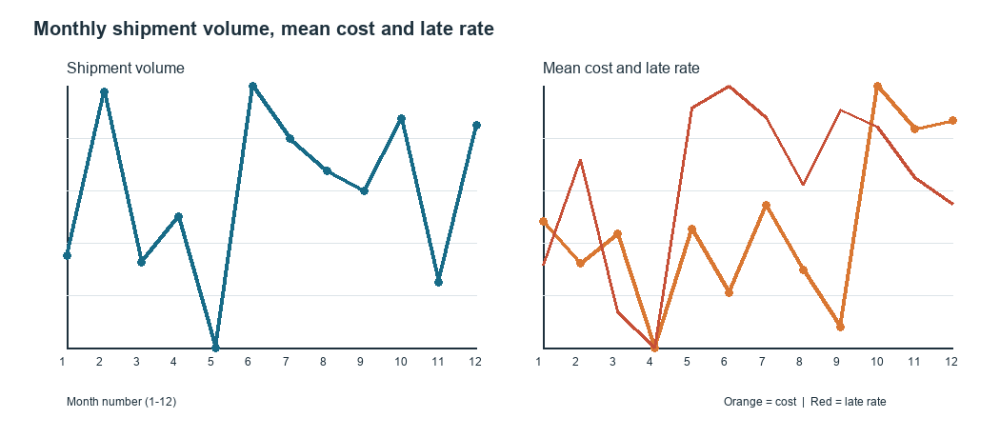 Monthly shipment volume, mean cost and late rate
Shipment volume
Mean cost and late rate
1 2 3 4 5 6 7 8 9 10 11 12
1 2 3 4 5 6 7 8 9 10 11 12
Month number (1-12)
Orange = cost | Red = late rate